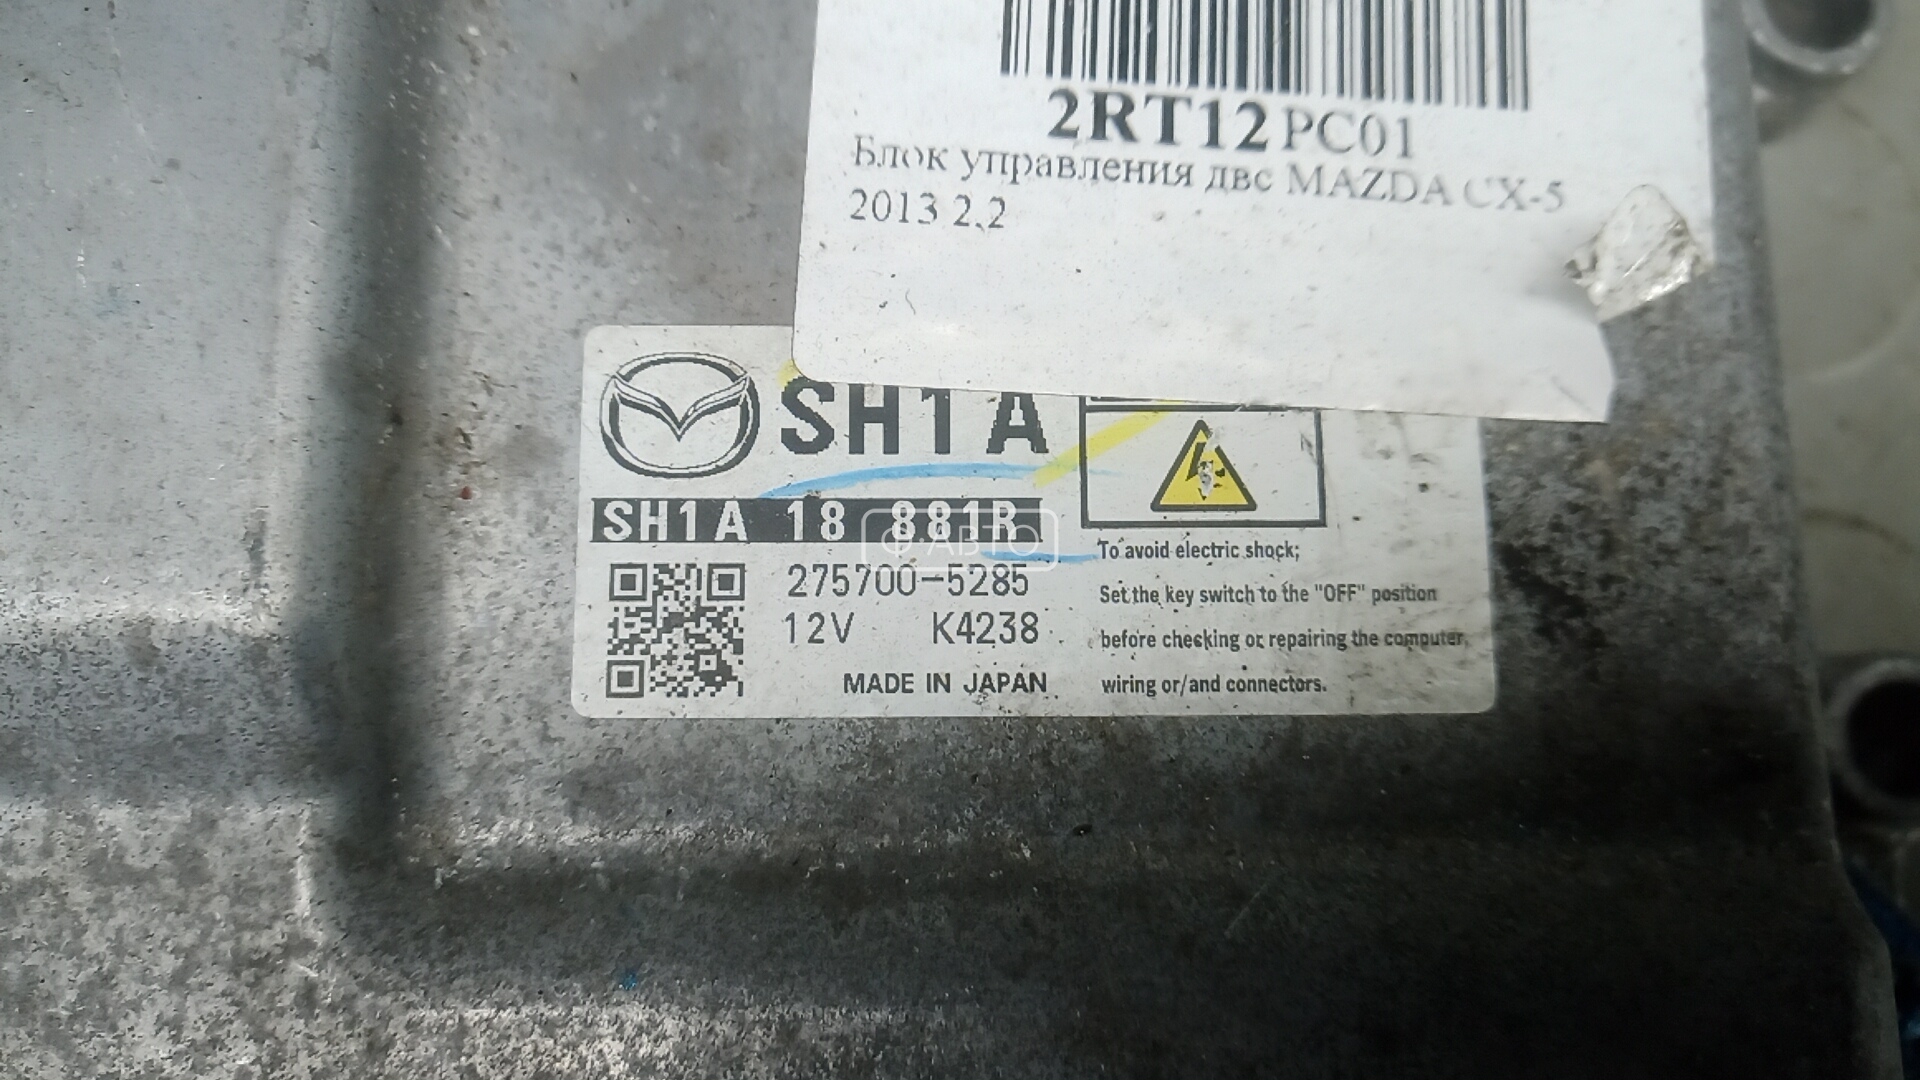 2RT12PC01
Блок управления двс MAZDA CX-5
2013 2.2
SH1A
SH1A 18 881R
Ф АВТО
275700-5285
12V K4238
MADE IN JAPAN
To avoid electric shock;
Set the key switch to the "OFF" position
before checking or repairing the computer,
wiring or/and connectors.